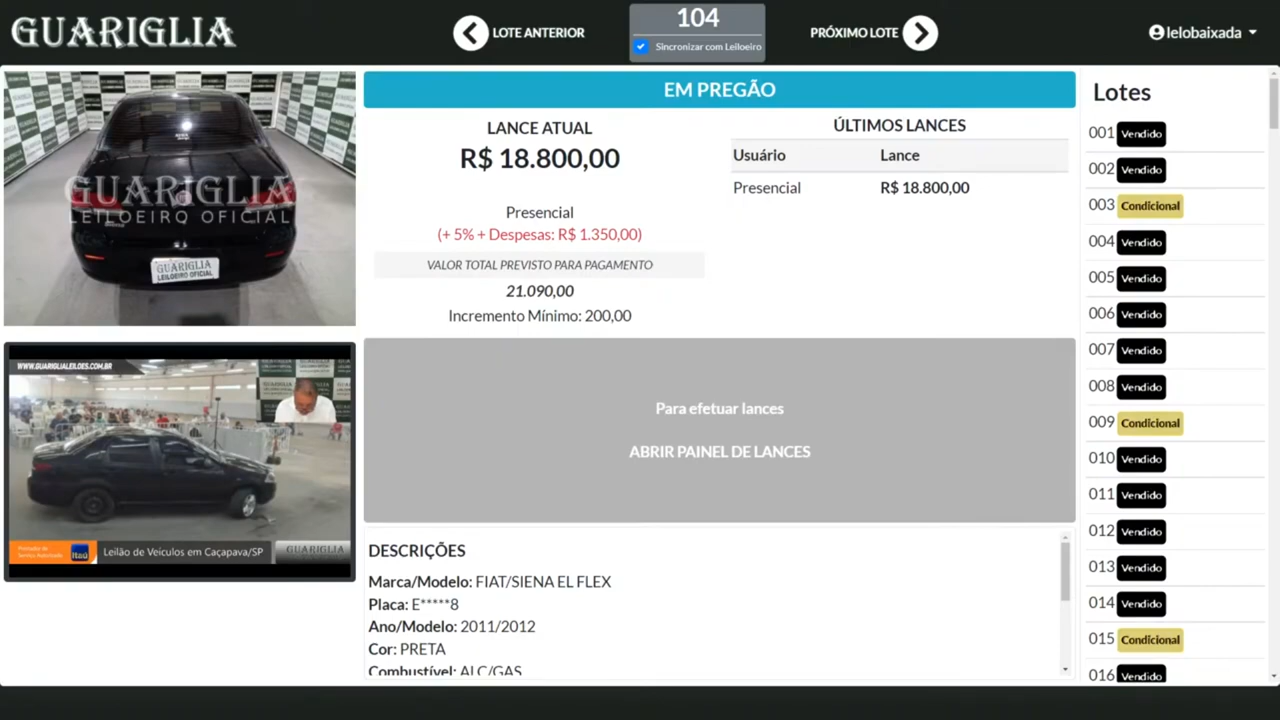 GUARIGLIA
LOTE ANTERIOR
104
Sincronizar com Leiloeiro
PRÓXIMO LOTE
lelobaixada
GUARIGLIA
LEILOEIRO OFICIAL
GUARIGLIA
LEILOEIRO OFICIAL
EM PREGÃO
LANCE ATUAL
R$ 18.800,00
Presencial
(+ 5% + Despesas: R$ 1.350,00)
VALOR TOTAL PREVISTO PARA PAGAMENTO
21.090,00
Incremento Mínimo: 200,00
ÚLTIMOS LANCES
Usuário Lance
Presencial R$ 18.800,00
Para efetuar lances
ABRIR PAINEL DE LANCES
WWW.GUARIGLIALEILOES.COM.BR
Itaú
Leilão de Veículos em Caçapava/SP
GUARIGLIA
DESCRIÇÕES
Marca/Modelo: FIAT/SIENA EL FLEX
Placa: E*****8
Ano/Modelo: 2011/2012
Cor: PRETA
Combustível: ALC/GAS
Lotes
001 Vendido
002 Vendido
003 Condicional
004 Vendido
005 Vendido
006 Vendido
007 Vendido
008 Vendido
009 Condicional
010 Vendido
011 Vendido
012 Vendido
013 Vendido
014 Vendido
015 Condicional
016 Vendido